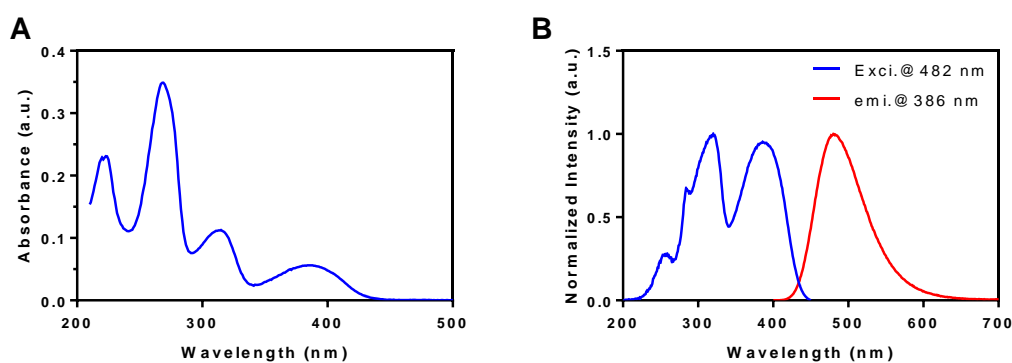 A
Absorbance (a.u.)
0.4
0.3
0.2
0.1
0.0
200 300 400 500
Wavelength (nm)
B
Normalized Intensity (a.u.)
1.5
1.0
0.5
0.0
200 300 400 500 600 700
Wavelength (nm)
Exci.@ 482 nm
emi.@ 386 nm